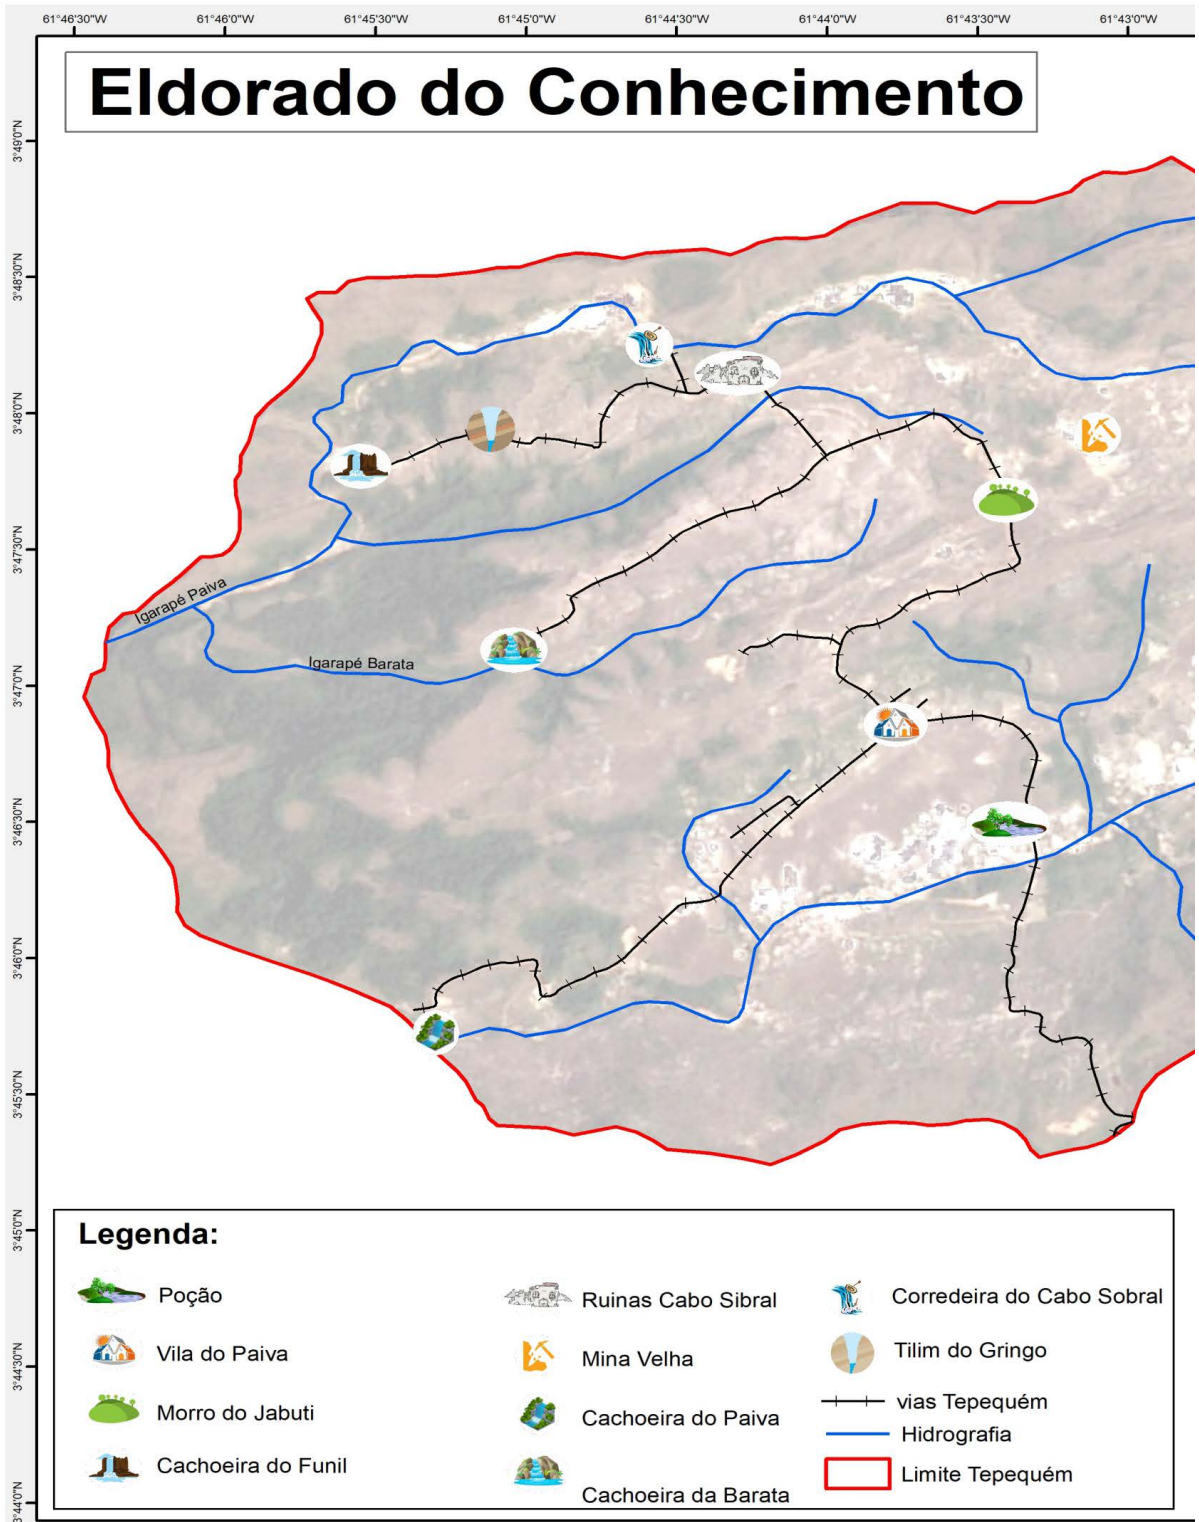 61°46'30"W 61°46'0"W 61°45'30"W 61°45'0"W 61°44'30"W 61°44'0"W 61°43'30"W 61°43'0"W
Eldorado do Conhecimento
3°49'0"N
3°48'30"N
3°48'0"N
3°47'30"N
Igarapé Paiva
Igarapé Barata
3°47'0"N
3°46'30"N
3°46'0"N
3°45'30"N
3°45'0"N
3°44'30"N
3°44'0"N
Legenda:
Poção
Vila do Paiva
Morro do Jabuti
Cachoeira do Funil
Ruinas Cabo Sibral
Mina Velha
Cachoeira do Paiva
Cachoeira da Barata
Corredeira do Cabo Sobral
Tilim do Gringo
vias Tepequém
Hidrografia
Limite Tepequém